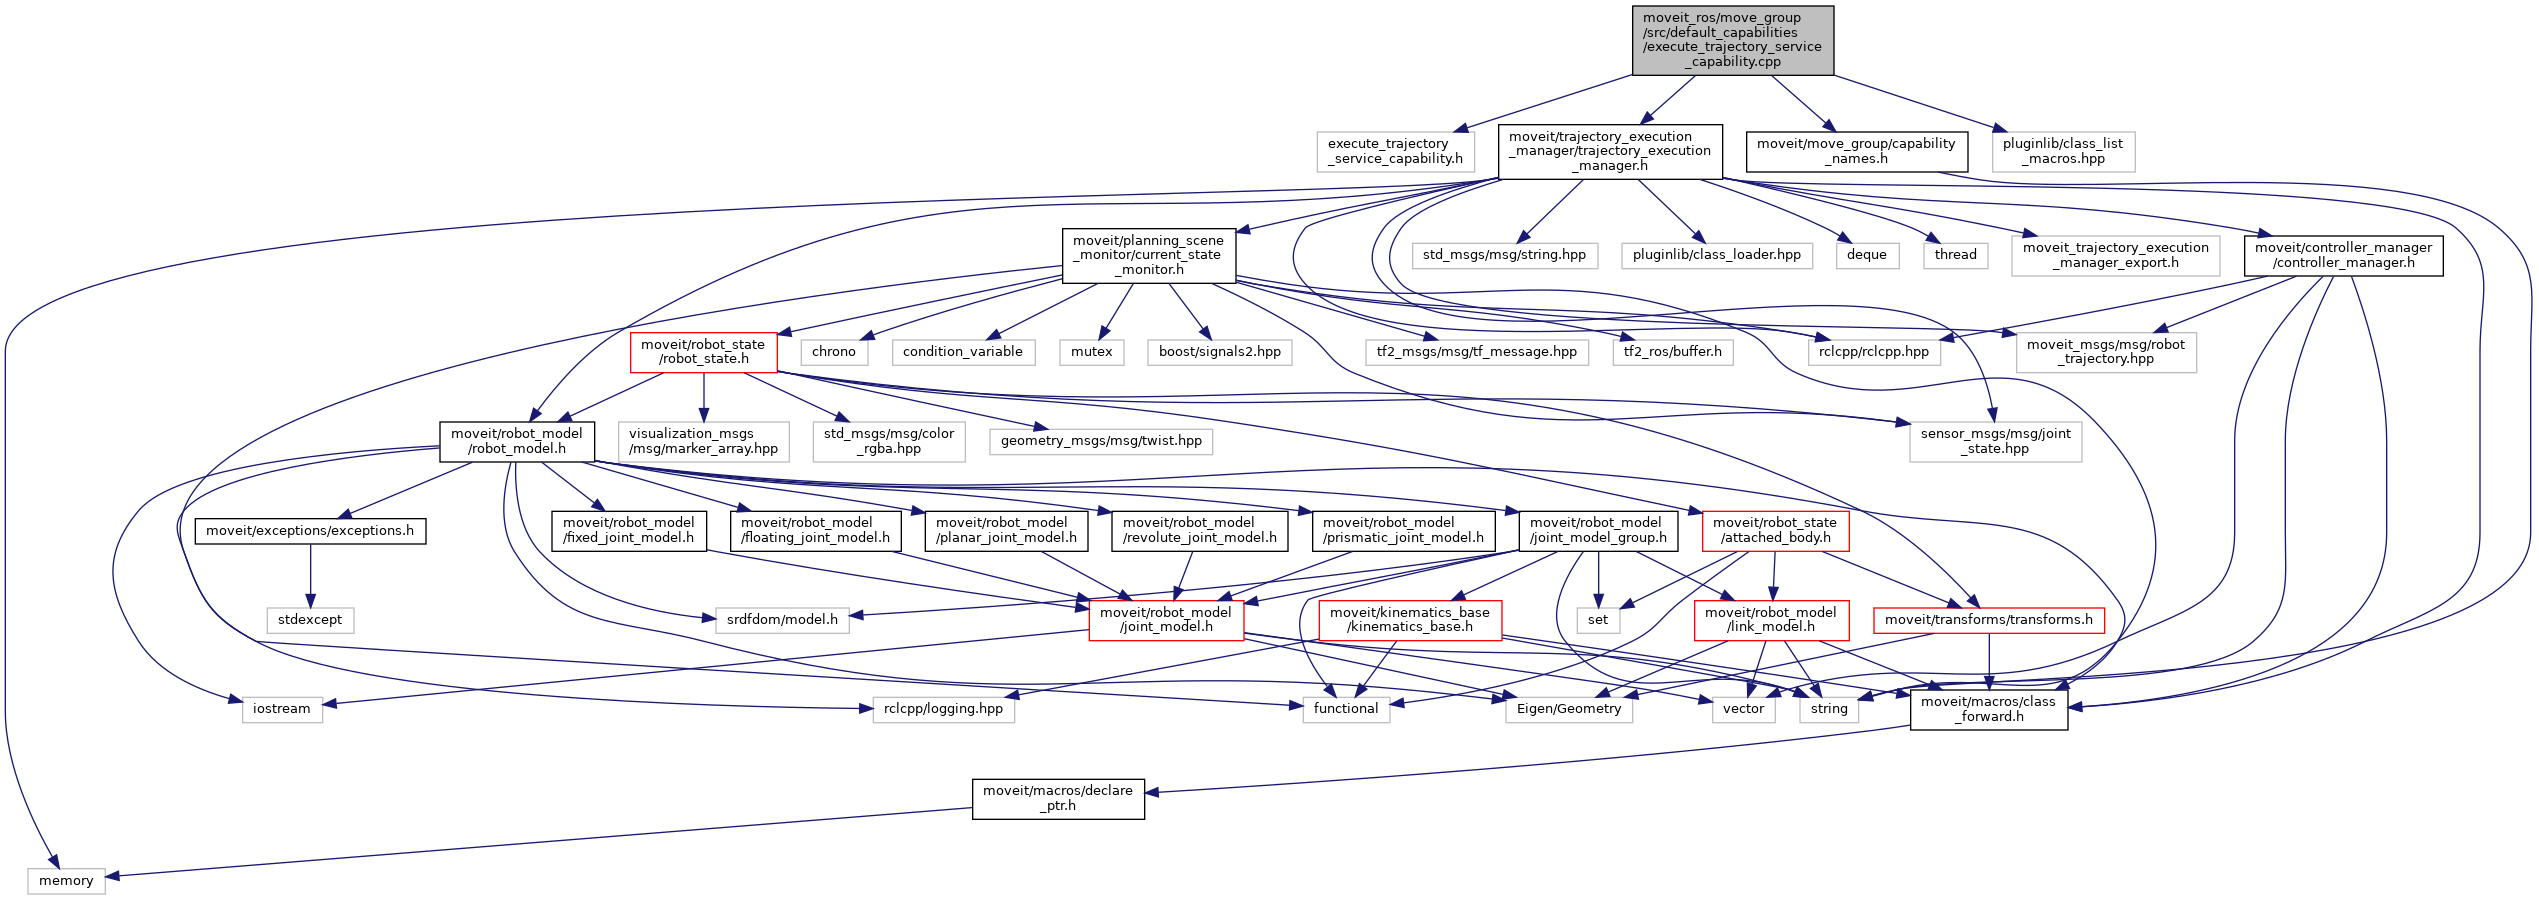 moveit_ros/move_group
/src/default_capabilities
/execute_trajectory_service
_capability.cpp
execute_trajectory
_service_capability.h
moveit/trajectory_execution
_manager/trajectory_execution
_manager.h
moveit/move_group/capability
_names.h
pluginlib/class_list
_macros.hpp
moveit/planning_scene
_monitor/current_state
_monitor.h
std_msgs/msg/string.hpp
pluginlib/class_loader.hpp
deque
thread
moveit_trajectory_execution
_manager_export.h
moveit/controller_manager
/controller_manager.h
moveit/robot_state
/robot_state.h
chrono
condition_variable
mutex
boost/signals2.hpp
tf2_msgs/msg/tf_message.hpp
tf2_ros/buffer.h
rclcpp/rclcpp.hpp
moveit_msgs/msg/robot
_trajectory.hpp
moveit/robot_model
/robot_model.h
visualization_msgs
/msg/marker_array.hpp
std_msgs/msg/color
_rgba.hpp
geometry_msgs/msg/twist.hpp
sensor_msgs/msg/joint
_state.hpp
moveit/exceptions/exceptions.h
moveit/robot_model
/fixed_joint_model.h
moveit/robot_model
/floating_joint_model.h
moveit/robot_model
/planar_joint_model.h
moveit/robot_model
/revolute_joint_model.h
moveit/robot_model
/prismatic_joint_model.h
moveit/robot_model
/joint_model_group.h
moveit/robot_state
/attached_body.h
stdexcept
srdfdom/model.h
moveit/robot_model
/joint_model.h
moveit/kinematics_base
/kinematics_base.h
set
moveit/robot_model
/link_model.h
moveit/transforms/transforms.h
iostream
rclcpp/logging.hpp
functional
Eigen/Geometry
vector
string
moveit/macros/class
_forward.h
moveit/macros/declare
_ptr.h
memory